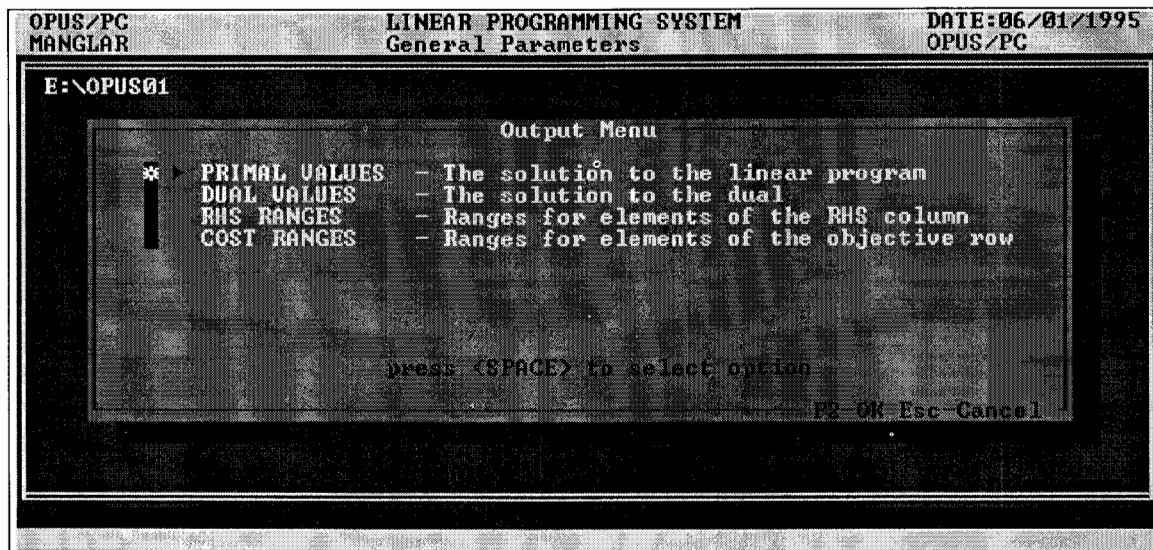 OPUS/PC LINEAR PROGRAMMING SYSTEM DATE:06/01/1995
MANGLAR General Parameters OPUS/PC
E:\OPUS01
Output Menu
* PRIMAL VALUES - The solution to the linear program
DUAL VALUES - The solution to the dual
RHS RANGES - Ranges for elements of the RHS column
COST RANGES - Ranges for elements of the objective row
press <SPACE> to select option
F2 OK Esc-Cancel